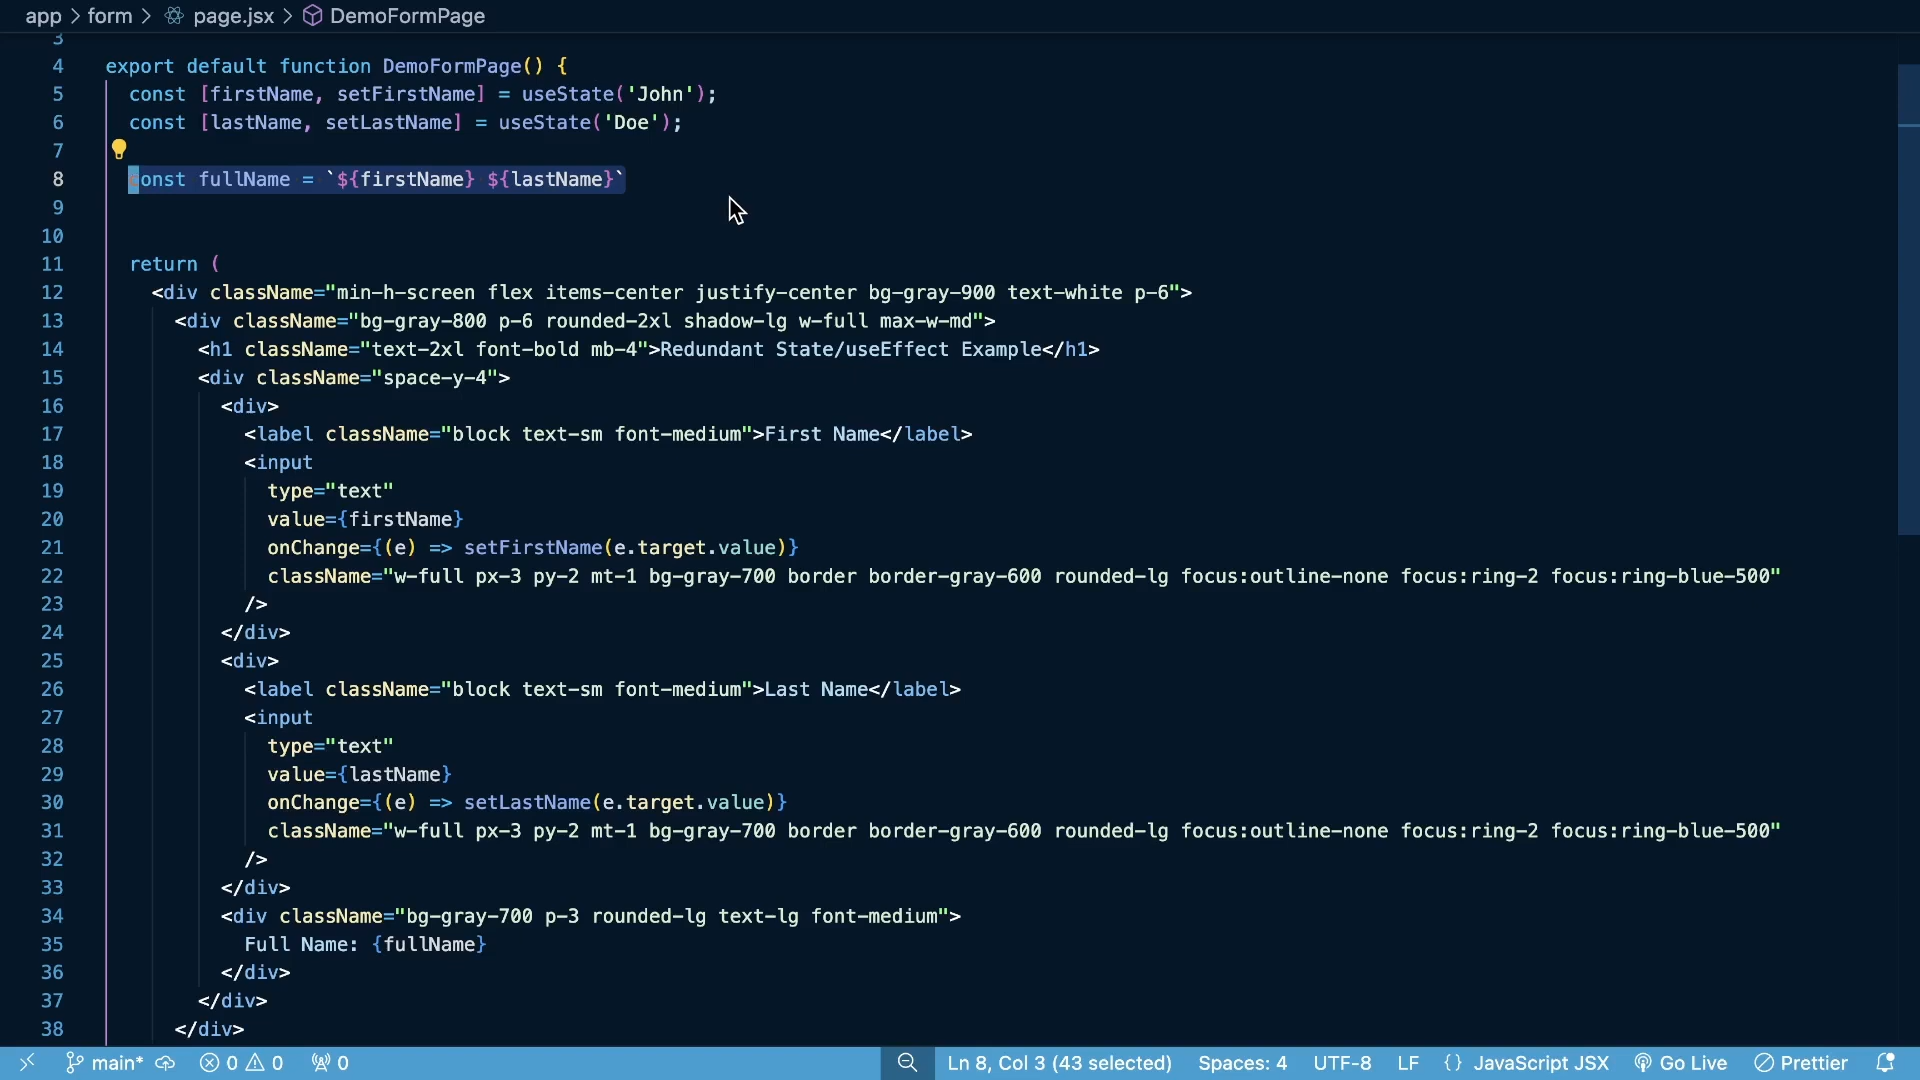 app > form > page.jsx > DemoFormPage
3
4 export default function DemoFormPage() {
5 const [firstName, setFirstName] = useState('John');
6 const [lastName, setLastName] = useState('Doe');
7
8 const fullName = `${firstName} ${lastName}`
9
10
11 return (
12 <div className="min-h-screen flex items-center justify-center bg-gray-900 text-white p-6">
13 <div className="bg-gray-800 p-6 rounded-2xl shadow-lg w-full max-w-md">
14 <h1 className="text-2xl font-bold mb-4">Redundant State/useEffect Example</h1>
15 <div className="space-y-4">
16 <div>
17 <label className="block text-sm font-medium">First Name</label>
18 <input
19 type="text"
20 value={firstName}
21 onChange={(e) => setFirstName(e.target.value)}
22 className="w-full px-3 py-2 mt-1 bg-gray-700 border border-gray-600 rounded-lg focus:outline-none focus:ring-2 focus:ring-blue-500"
23 />
24 </div>
25 <div>
26 <label className="block text-sm font-medium">Last Name</label>
27 <input
28 type="text"
29 value={lastName}
30 onChange={(e) => setLastName(e.target.value)}
31 className="w-full px-3 py-2 mt-1 bg-gray-700 border border-gray-600 rounded-lg focus:outline-none focus:ring-2 focus:ring-blue-500"
32 />
33 </div>
34 <div className="bg-gray-700 p-3 rounded-lg text-lg font-medium">
35 Full Name: {fullName}
36 </div>
37 </div>
38 </div>
main* 0 0 0 Ln 8, Col 3 (43 selected) Spaces: 4 UTF-8 LF {} JavaScript JSX Go Live Prettier